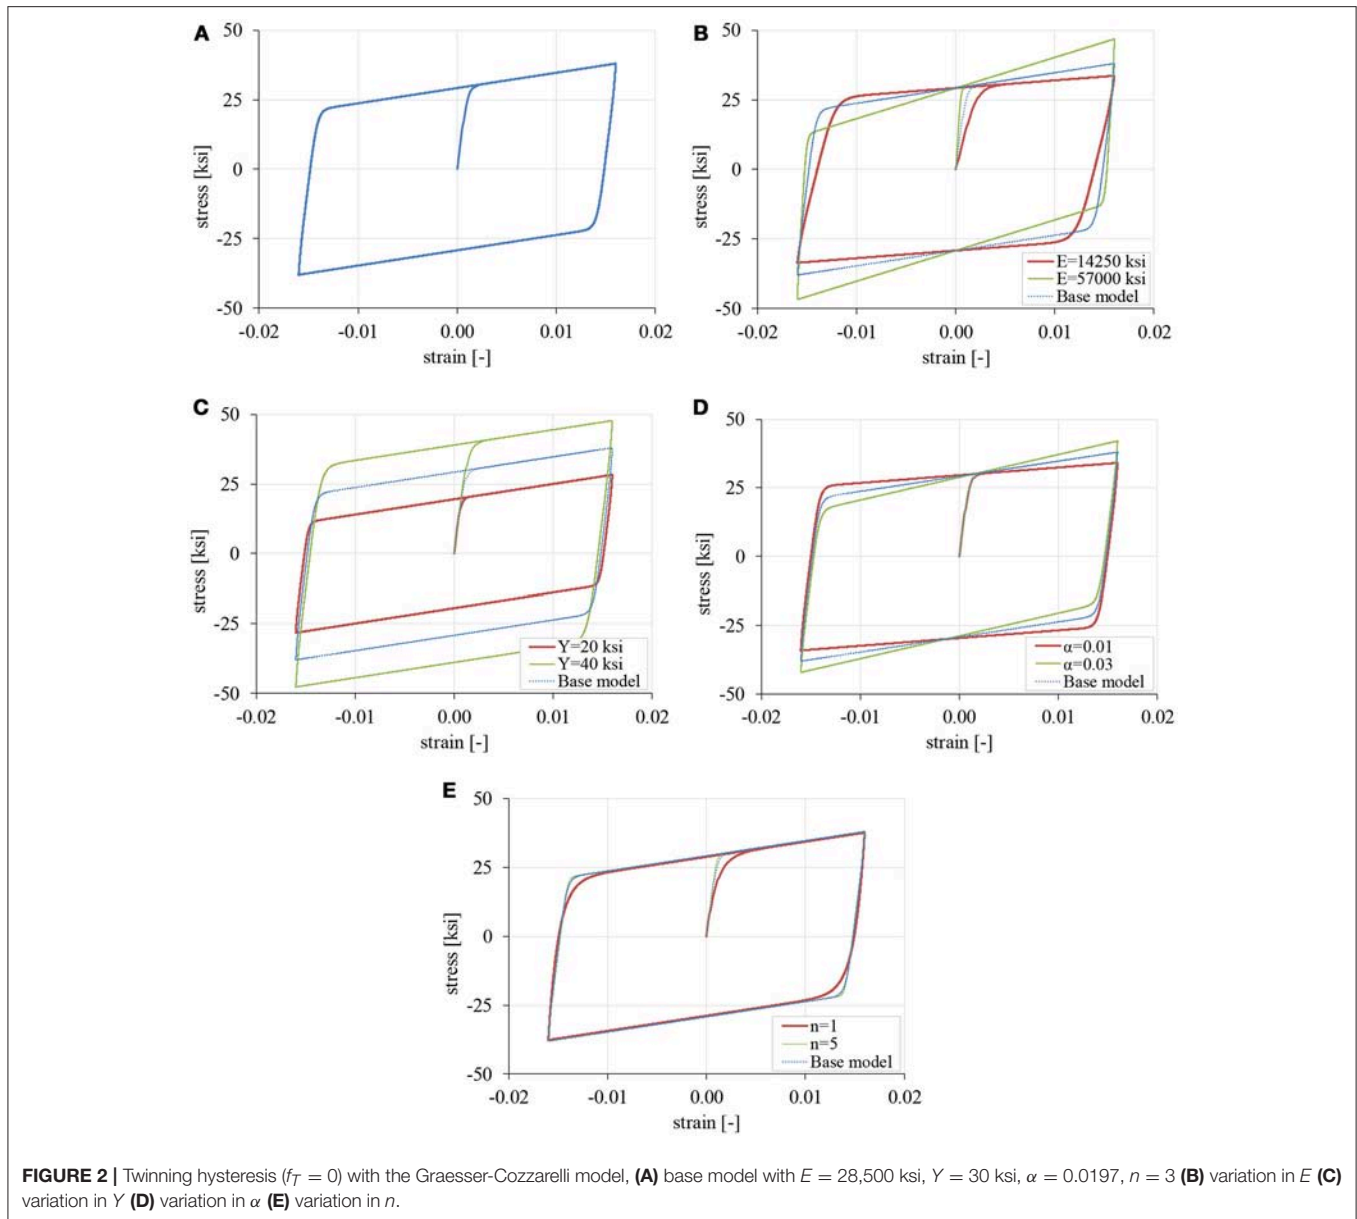 A
50
25
0
-25
-50
-0.02 -0.01 0.00 0.01 0.02
stress [ksi]
strain [-]
B
50
25
0
-25
-50
-0.02 -0.01 0.00 0.01 0.02
stress [ksi]
strain [-]
E=14250 ksi
E=57000 ksi
Base model
C
50
25
0
-25
-50
-0.02 -0.01 0.00 0.01 0.02
stress [ksi]
strain [-]
Y=20 ksi
Y=40 ksi
Base model
D
50
25
0
-25
-50
-0.02 -0.01 0.00 0.01 0.02
stress [ksi]
strain [-]
α=0.01
α=0.03
Base model
E
50
25
0
-25
-50
-0.02 -0.01 0.00 0.01 0.02
stress [ksi]
strain [-]
n=1
n=5
Base model
FIGURE 2 | Twinning hysteresis (f_T = 0) with the Graesser-Cozzarelli model, (A) base model with E = 28,500 ksi, Y = 30 ksi, α = 0.0197, n = 3 (B) variation in E (C)
variation in Y (D) variation in α (E) variation in n.